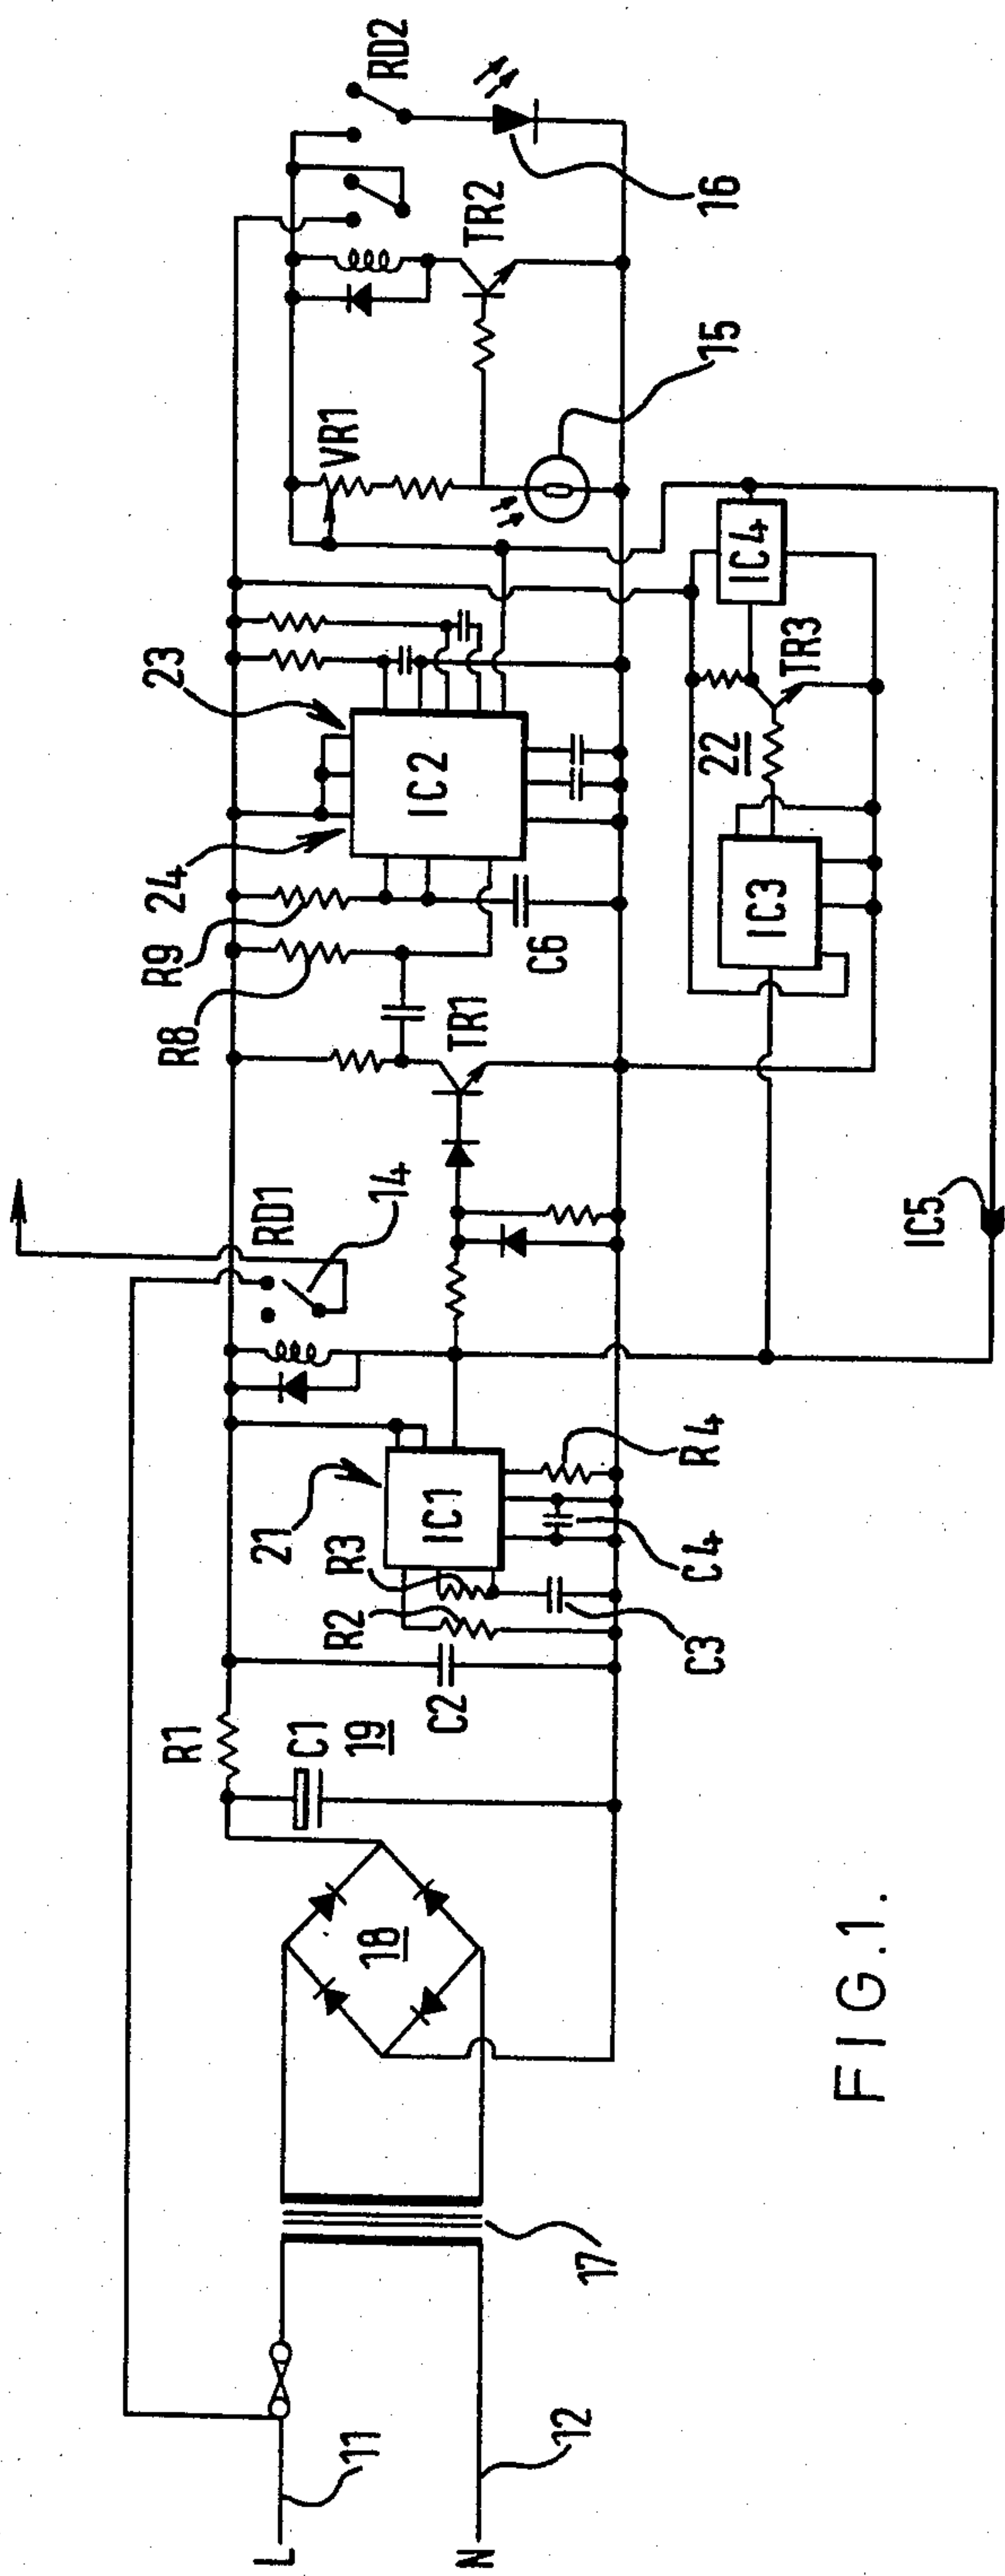 L
N
11
12
17
18
R1
C1
19
C2
R2
R3
21
IC1
C3
C4
R4
RD1
14
TR1
R8
R9
24
23
IC2
C6
VR1
TR2
RD2
15
16
IC3
22
TR3
IC4
IC5
FIG.1.